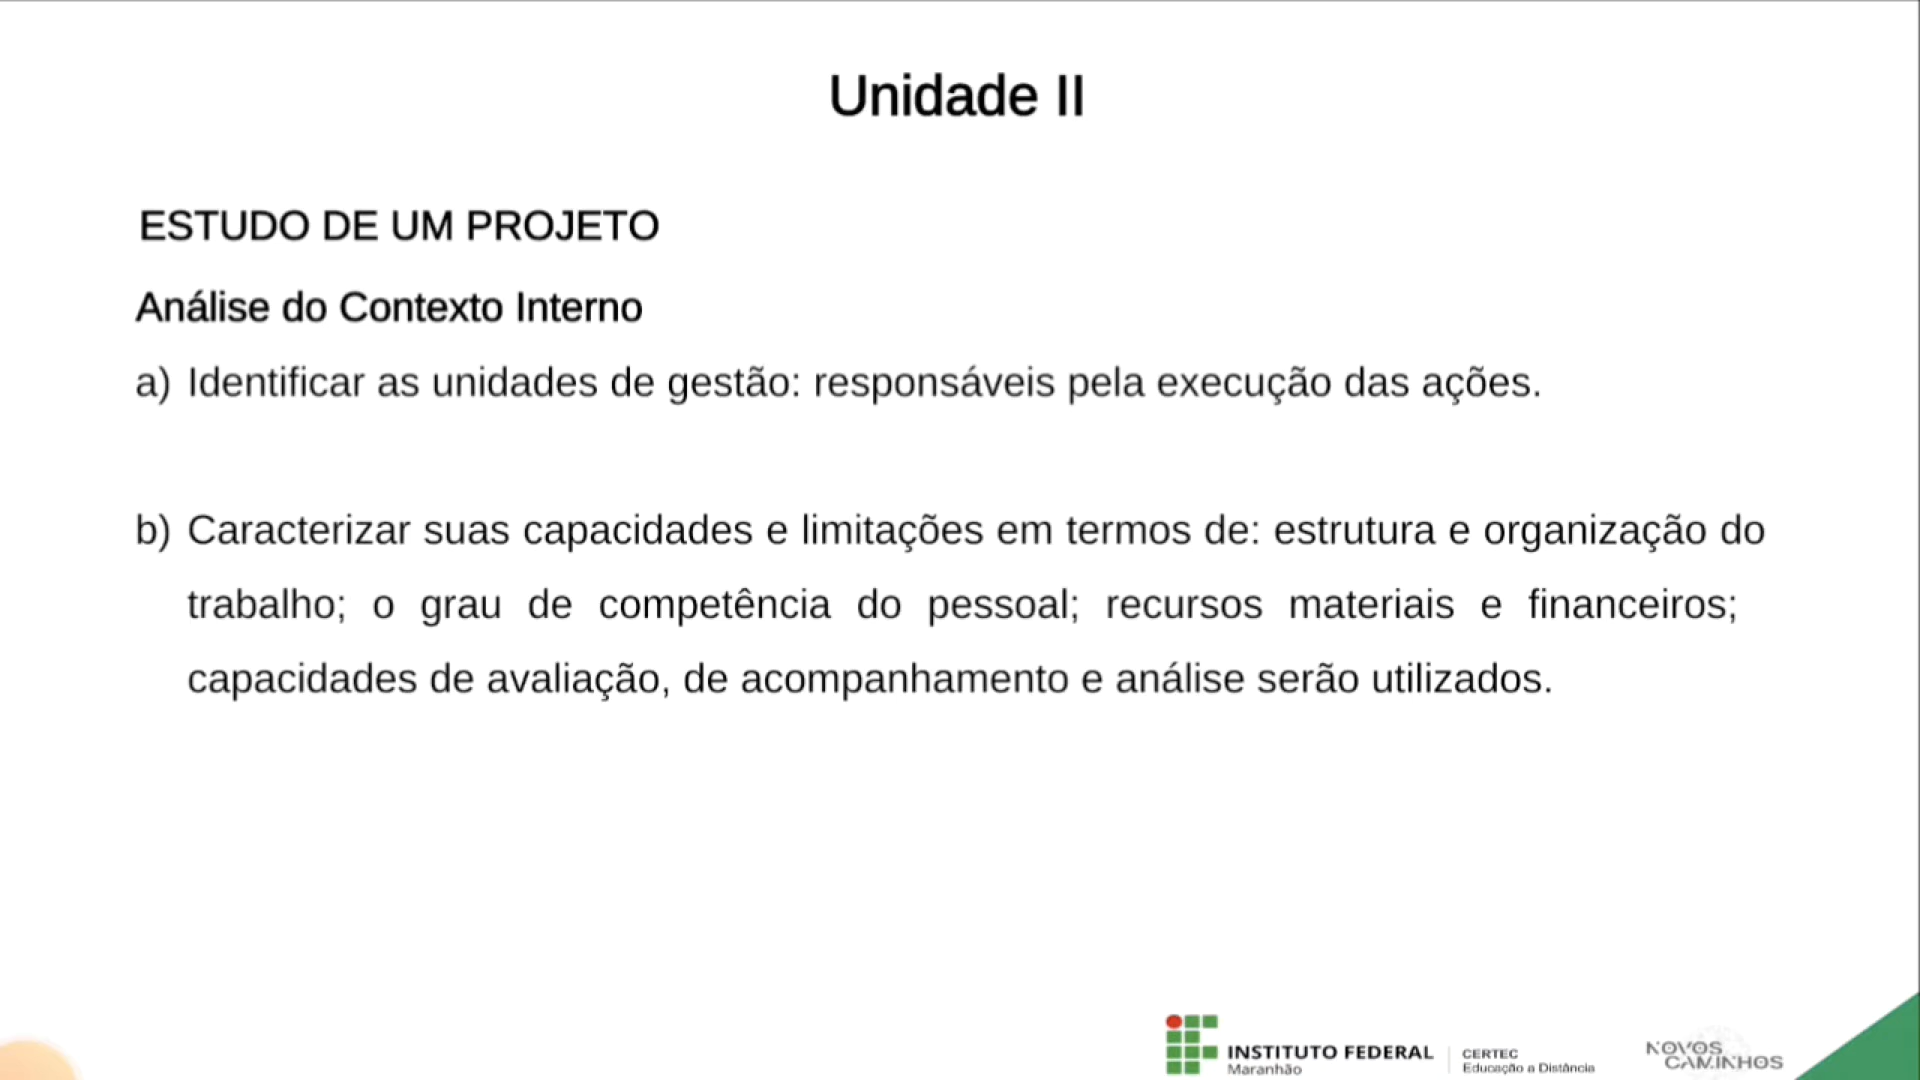 Unidade II
ESTUDO DE UM PROJETO
Análise do Contexto Interno
a) Identificar as unidades de gestão: responsáveis pela execução das ações.
b) Caracterizar suas capacidades e limitações em termos de: estrutura e organização do
trabalho; o grau de competência do pessoal; recursos materiais e financeiros;
capacidades de avaliação, de acompanhamento e análise serão utilizados.
INSTITUTO FEDERAL
Maranhão
CERTEC
Educação a Distância
NOVOS
CAMINHOS